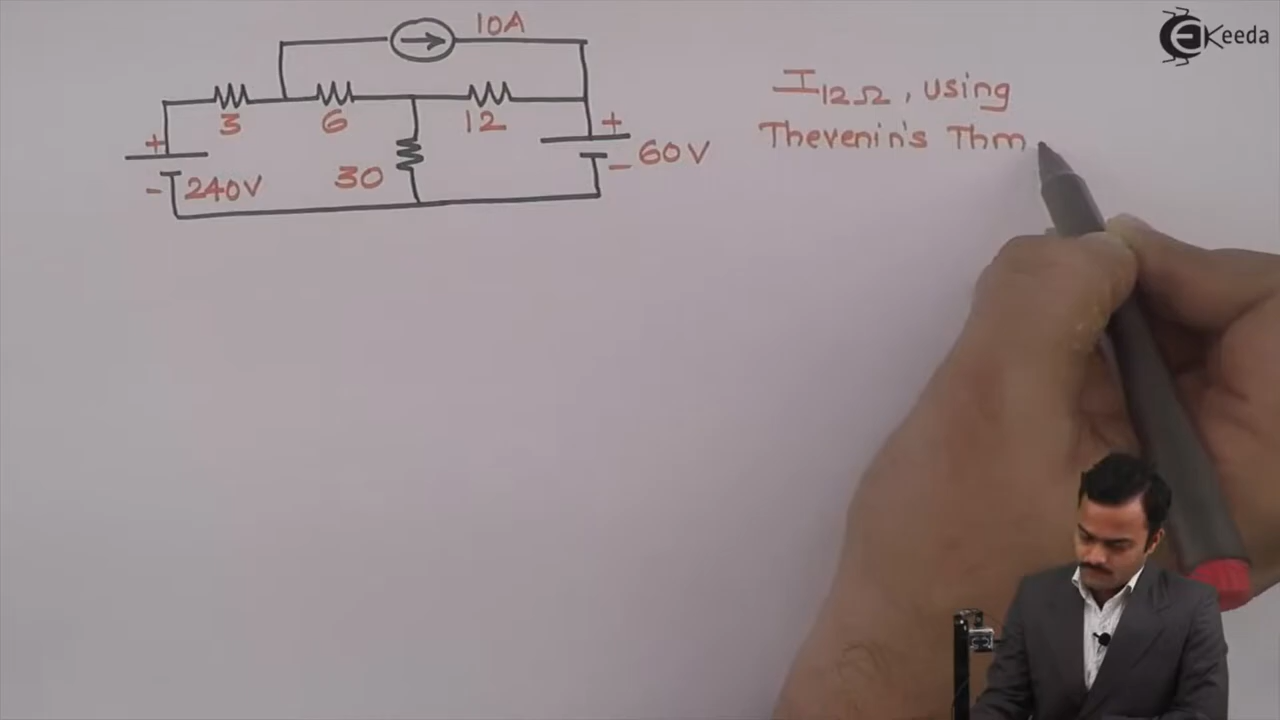 10A
3
6
12
+
+
30
-
240V
- 60V
I12Ω, using
Thevenin's Thm
EKeeda